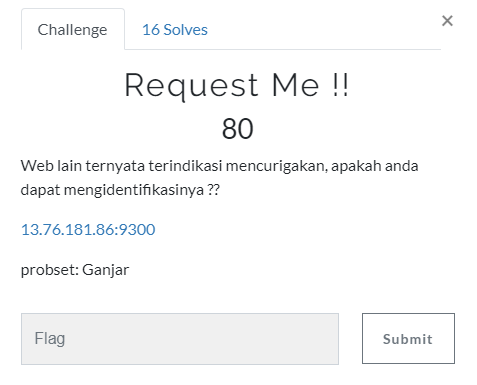 Challenge
16 Solves
×
Request Me !!
80
Web lain ternyata terindikasi mencurigakan, apakah anda
dapat mengidentifikasinya ??
13.76.181.86:9300
probset: Ganjar
Flag
Submit